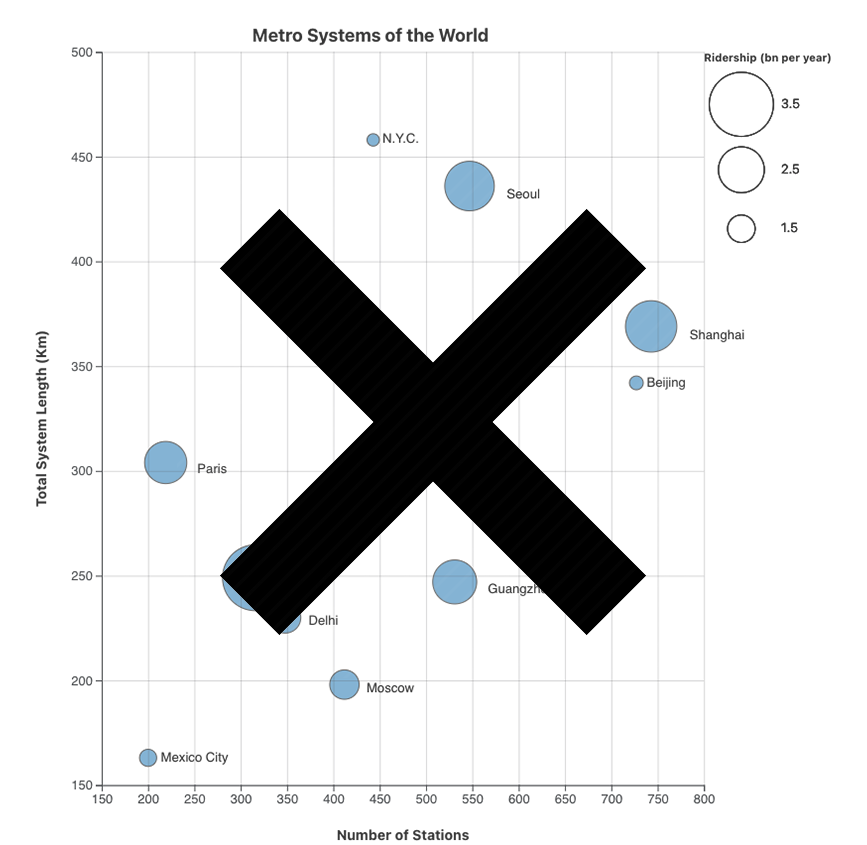 Metro Systems of the World
Ridership (bn per year)
3.5
2.5
1.5
500
450
400
350
300
250
200
150
Total System Length (Km)
N.Y.C.
Seoul
Shanghai
Beijing
Paris
Delhi
Moscow
Mexico City
150 200 250 300 350 400 450 500 550 600 650 700 750 800
Number of Stations